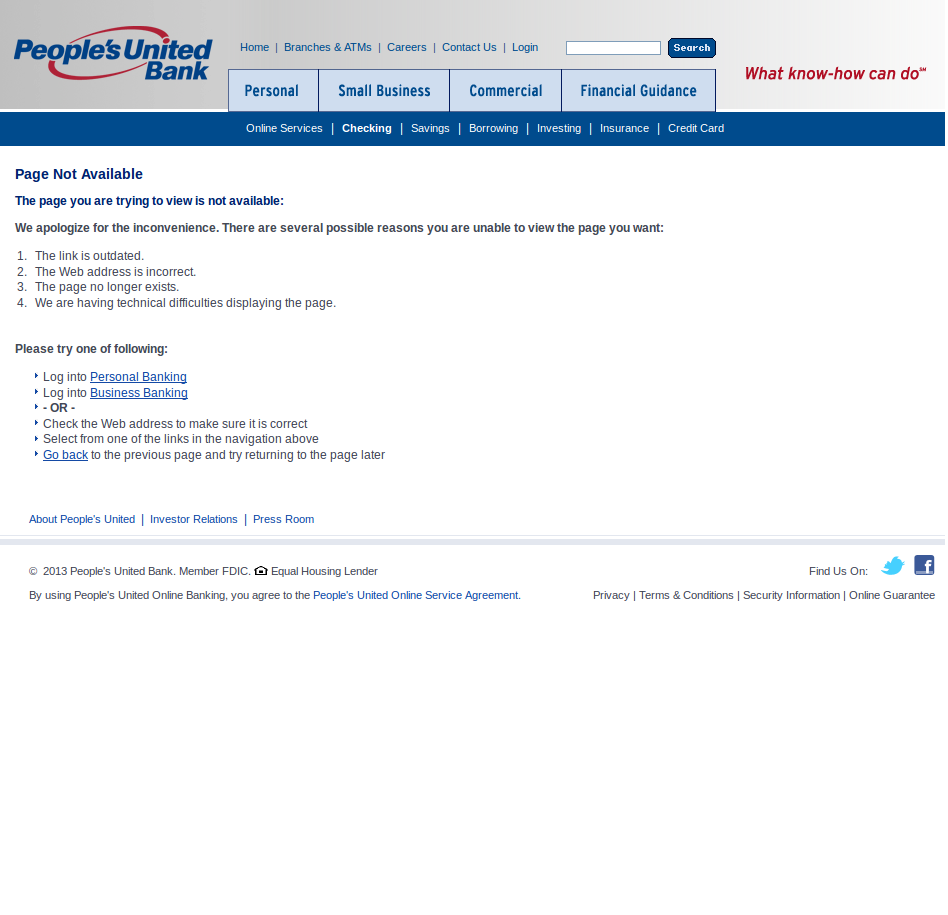 People's United
Bank
Home | Branches & ATMs | Careers | Contact Us | Login
Search
What know-how can do℠
Personal
Small Business
Commercial
Financial Guidance
Online Services | Checking | Savings | Borrowing | Investing | Insurance | Credit Card
Page Not Available
The page you are trying to view is not available:
We apologize for the inconvenience. There are several possible reasons you are unable to view the page you want:
1. The link is outdated.
2. The Web address is incorrect.
3. The page no longer exists.
4. We are having technical difficulties displaying the page.
Please try one of following:
Log into Personal Banking
Log into Business Banking
- OR -
Check the Web address to make sure it is correct
Select from one of the links in the navigation above
Go back to the previous page and try returning to the page later
About People's United | Investor Relations | Press Room
© 2013 People's United Bank. Member FDIC. Equal Housing Lender
Find Us On:
By using People's United Online Banking, you agree to the People's United Online Service Agreement.
Privacy | Terms & Conditions | Security Information | Online Guarantee